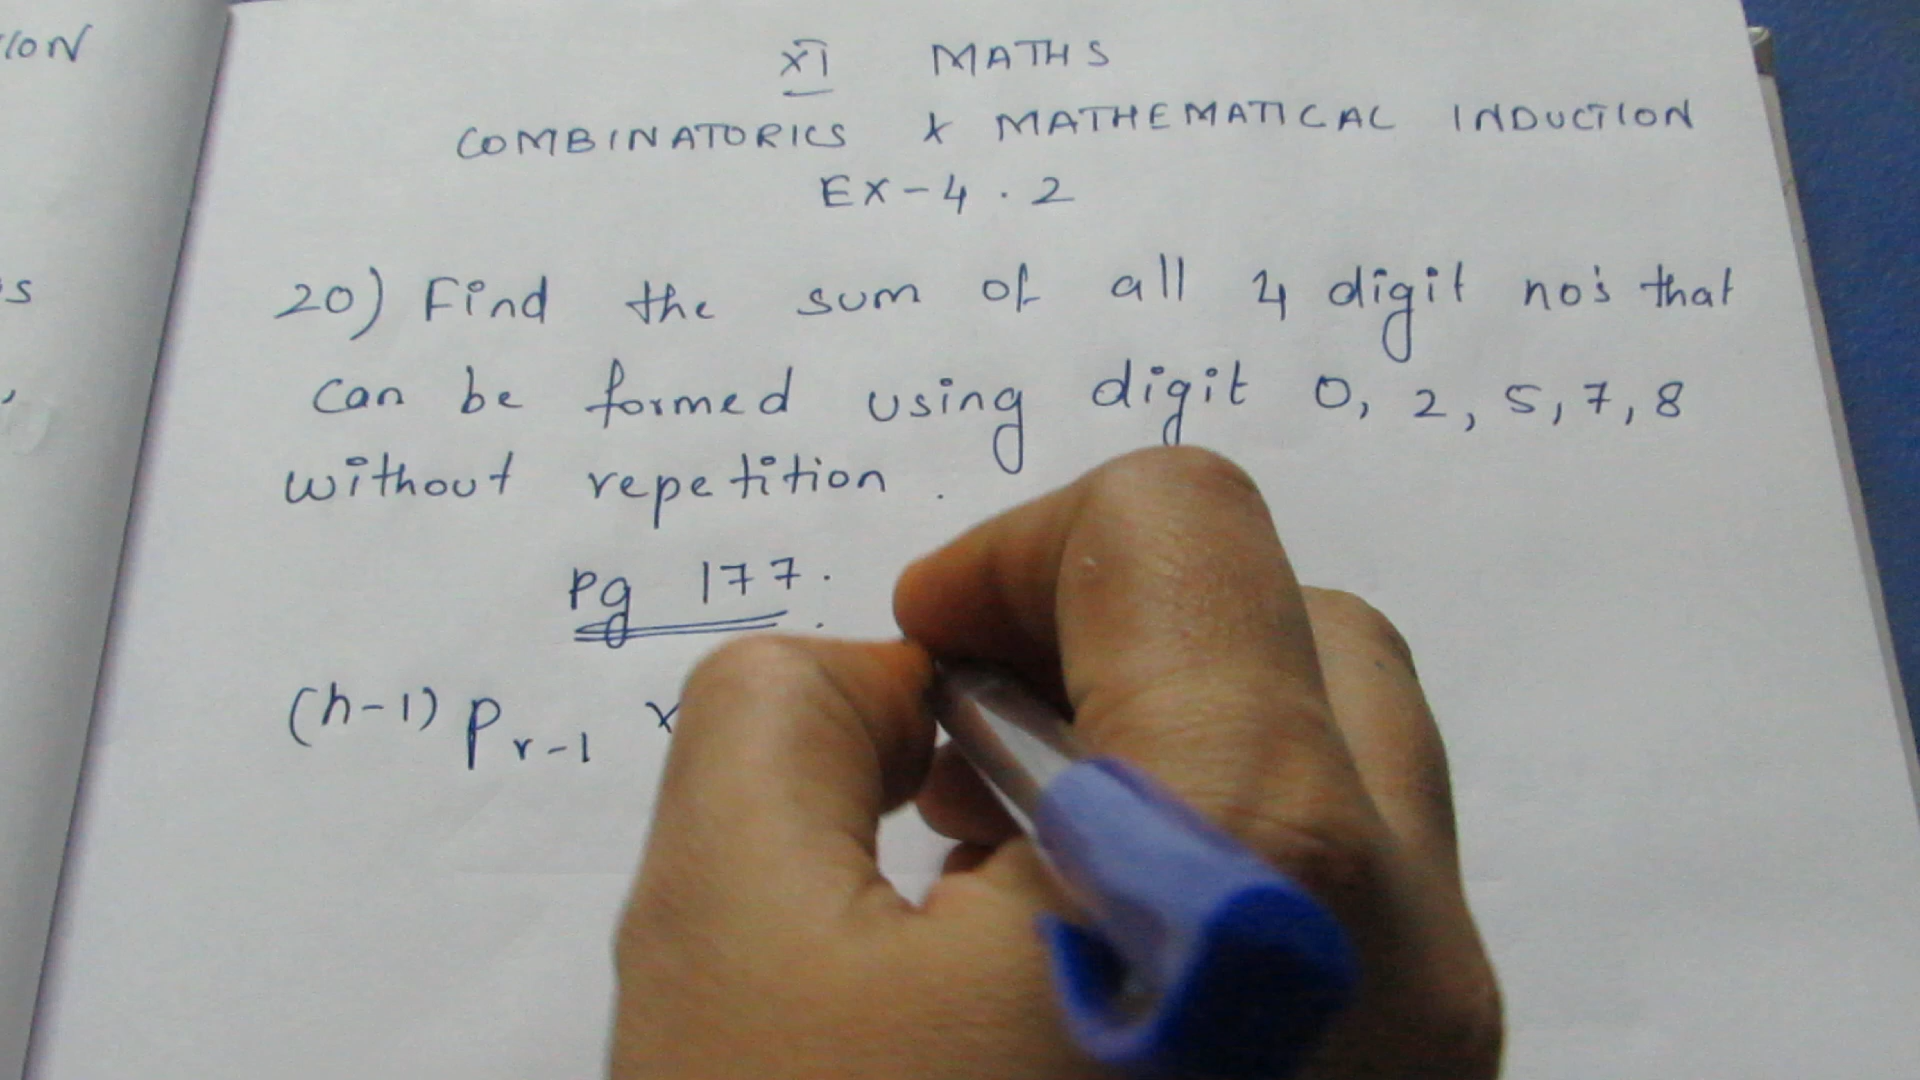 XI MATHS
COMBINATORICS & MATHEMATICAL INDUCTION
EX-4.2
20) Find the sum of all 4 digit no's that
can be formed using digit 0, 2, 5, 7, 8
without repetition.
Pg 177.
(n-1) P r-1 x
ION
s
,